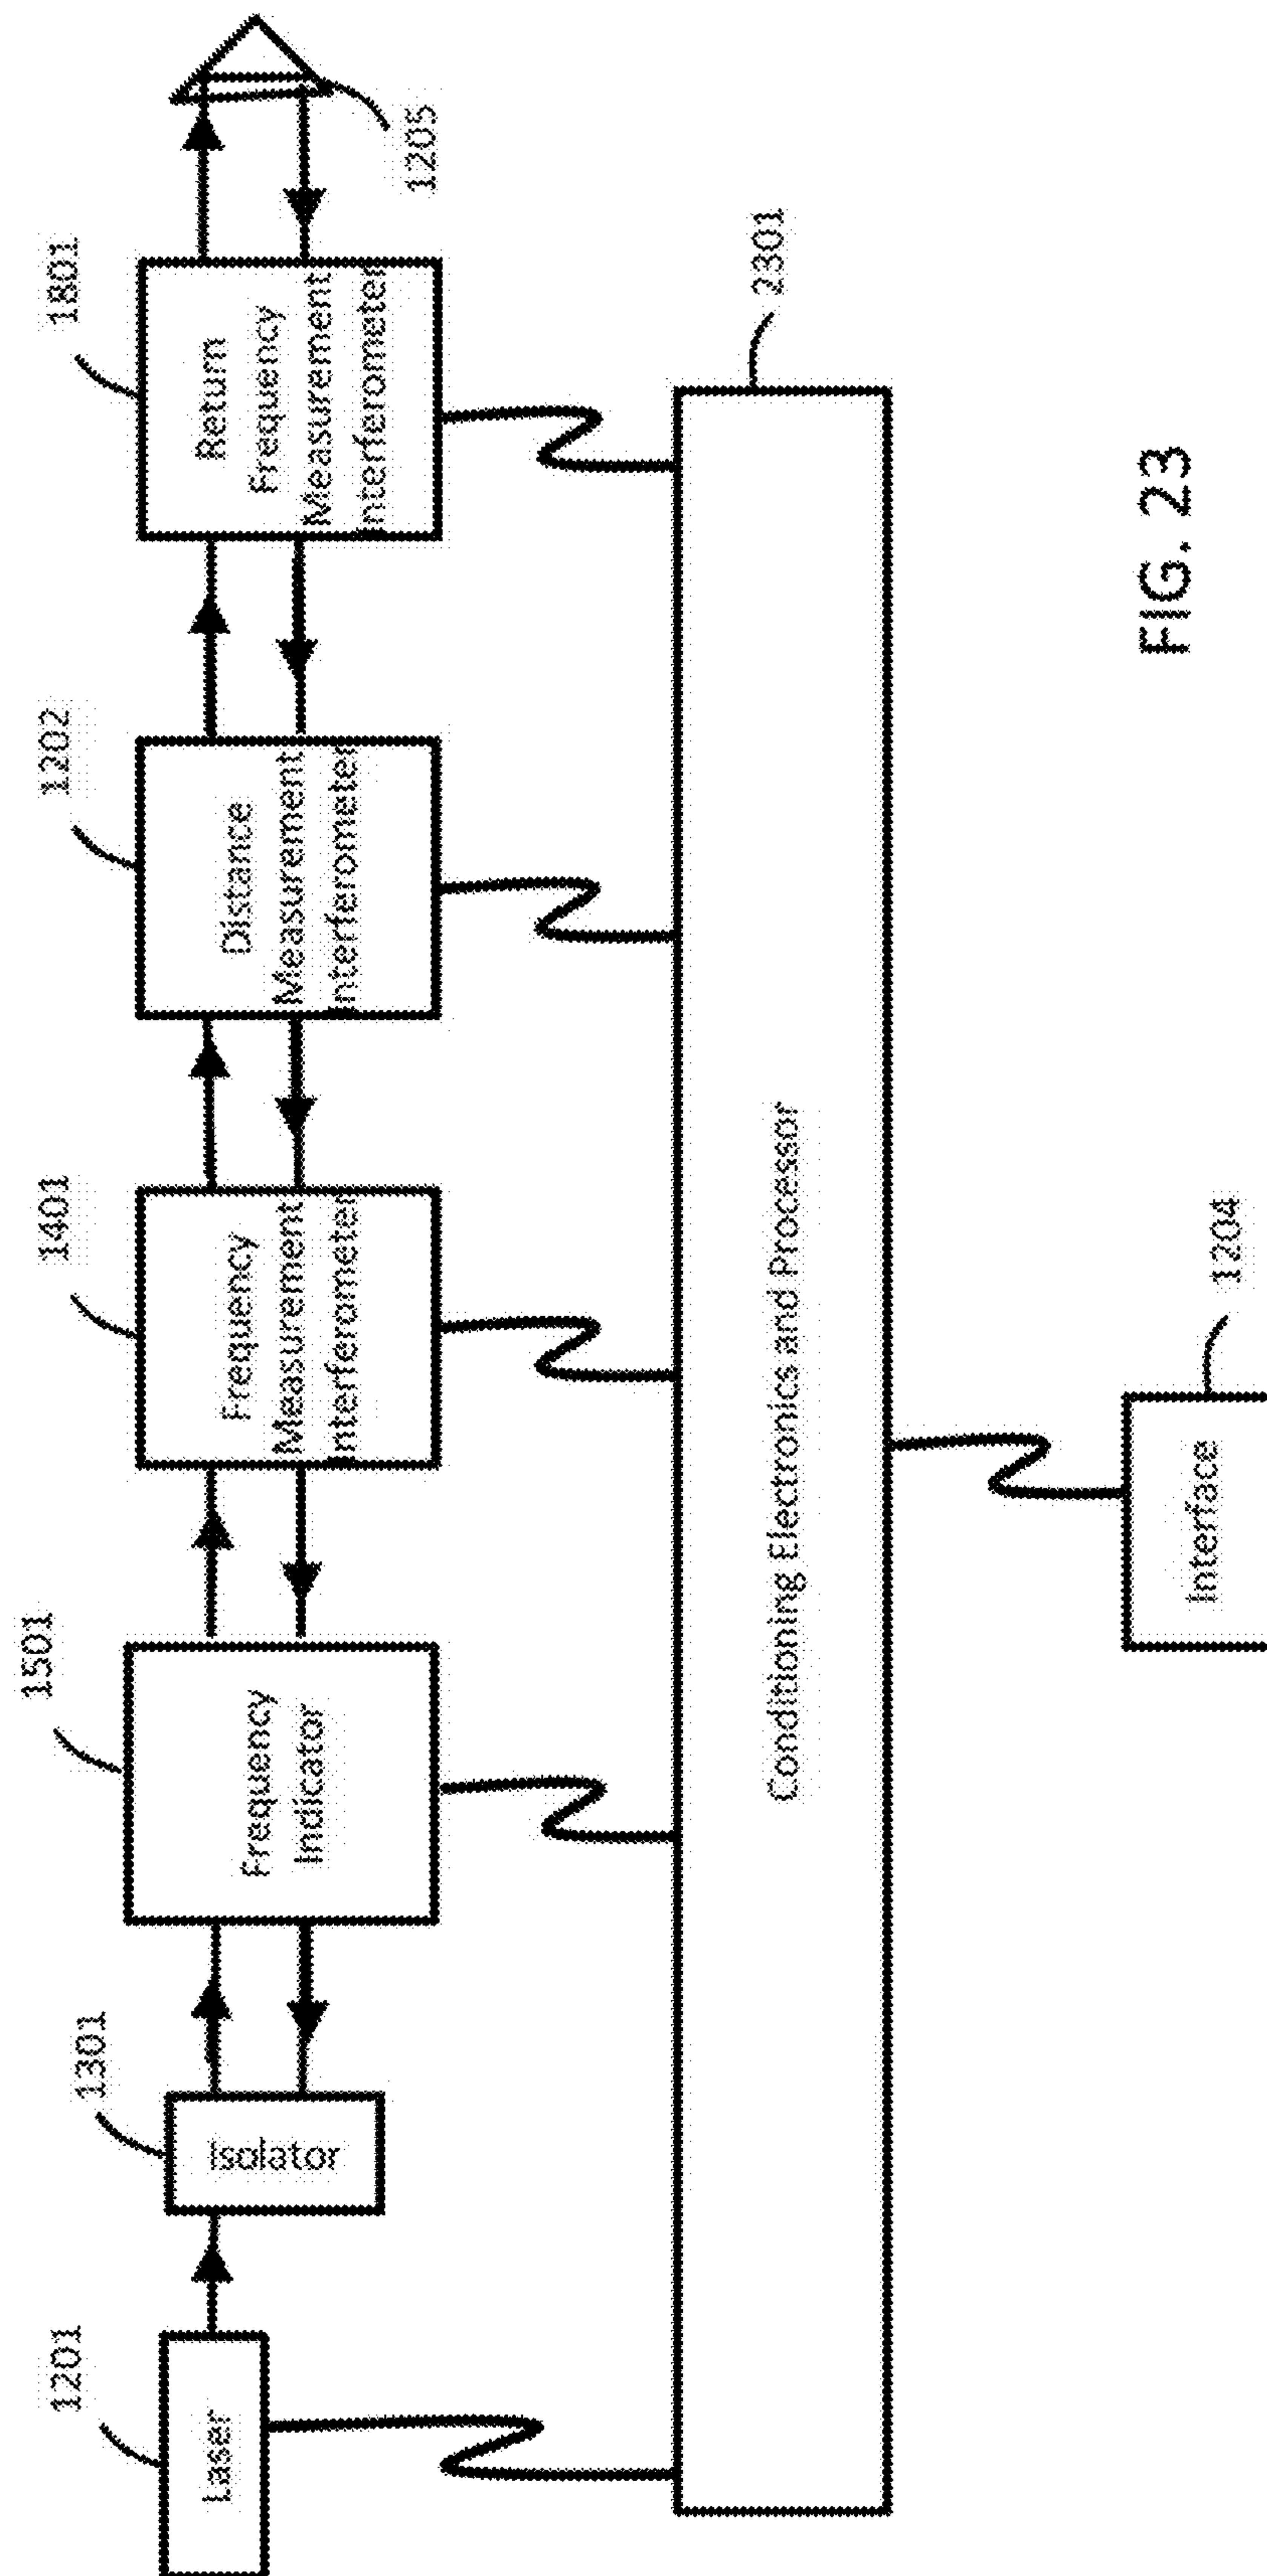 1201
Laser
1301
Isolator
1501
Frequency
Indicator
1401
Frequency
Measurement
Interferometer
1202
Distance
Measurement
Interferometer
1801
Return
Frequency
Measurement
Interferometer
1205
2301
Conditioning Electronics and Processor
1204
Interface
FIG. 23